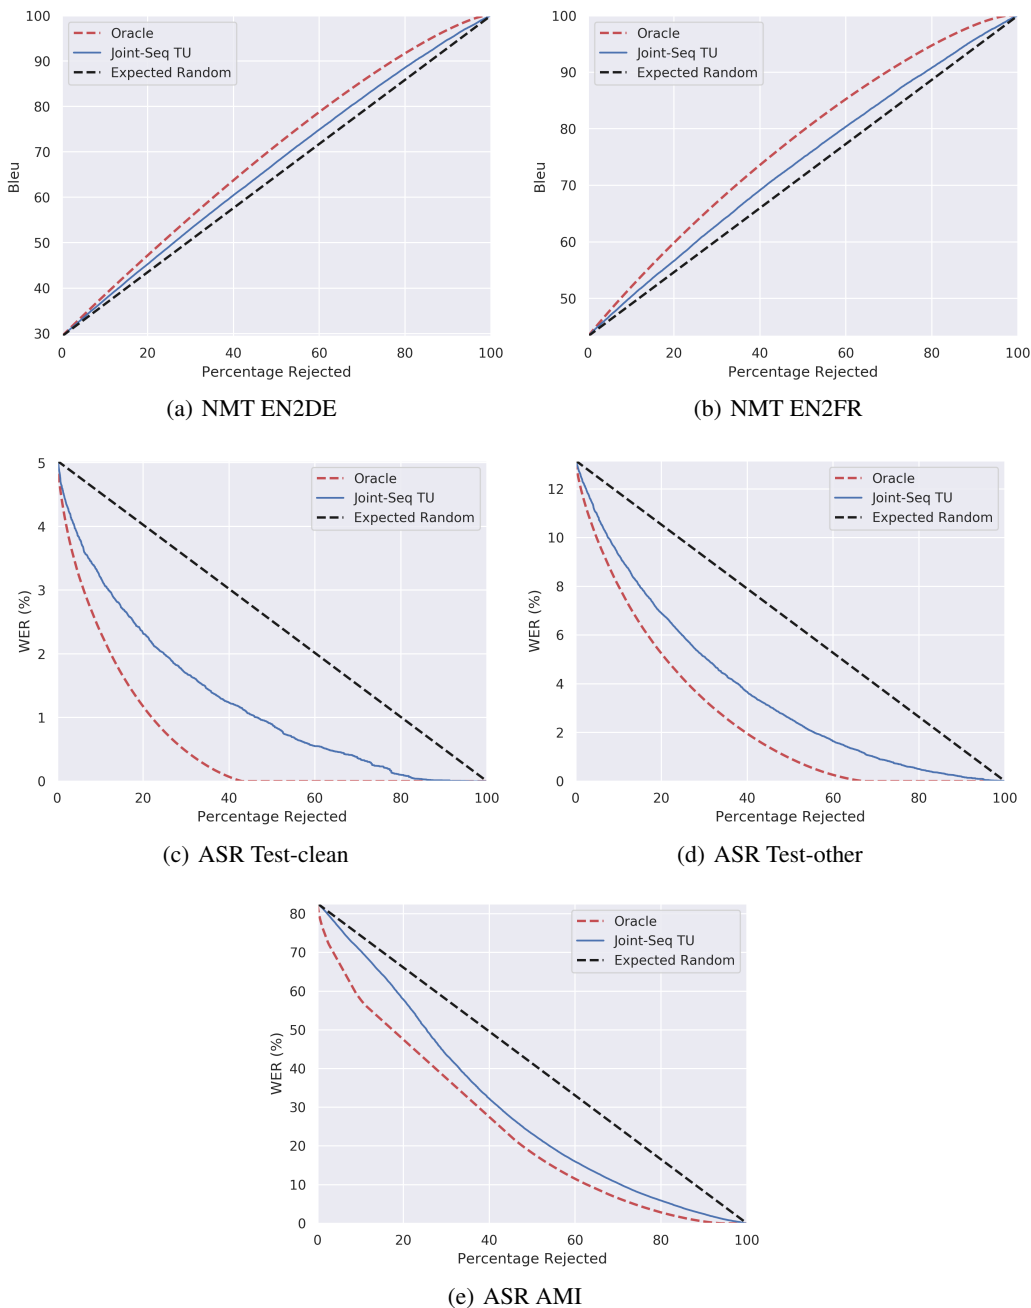 100
90
80
70
60
50
40
30
Bleu
Oracle
Joint-Seq TU
Expected Random
0 20 40 60 80 100
Percentage Rejected
(a) NMT EN2DE
100
90
80
70
60
50
Bleu
Oracle
Joint-Seq TU
Expected Random
0 20 40 60 80 100
Percentage Rejected
(b) NMT EN2FR
5
4
3
2
1
0
WER (%)
Oracle
Joint-Seq TU
Expected Random
0 20 40 60 80 100
Percentage Rejected
(c) ASR Test-clean
12
10
8
6
4
2
0
WER (%)
Oracle
Joint-Seq TU
Expected Random
0 20 40 60 80 100
Percentage Rejected
(d) ASR Test-other
80
70
60
50
40
30
20
10
0
WER (%)
Oracle
Joint-Seq TU
Expected Random
0 20 40 60 80 100
Percentage Rejected
(e) ASR AMI